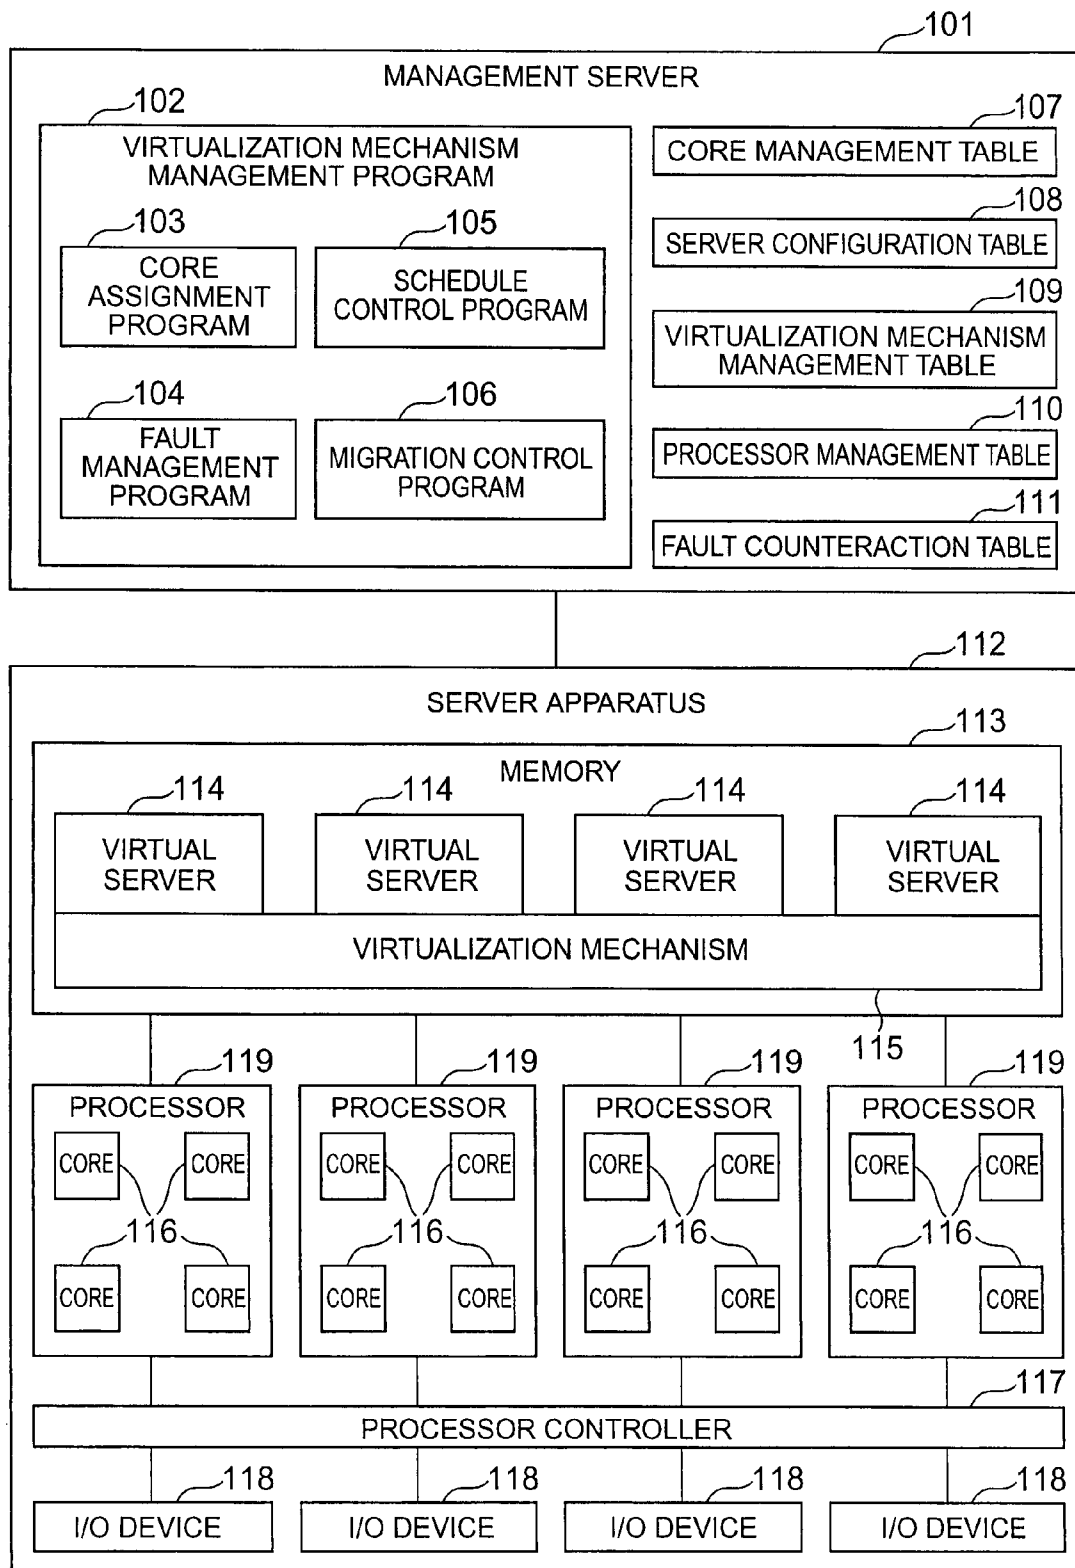 101
MANAGEMENT SERVER
102
VIRTUALIZATION MECHANISM
MANAGEMENT PROGRAM
103
CORE
ASSIGNMENT
PROGRAM
105
SCHEDULE
CONTROL PROGRAM
104
FAULT
MANAGEMENT
PROGRAM
106
MIGRATION CONTROL
PROGRAM
107
CORE MANAGEMENT TABLE
108
SERVER CONFIGURATION TABLE
109
VIRTUALIZATION MECHANISM
MANAGEMENT TABLE
110
PROCESSOR MANAGEMENT TABLE
111
FAULT COUNTERACTION TABLE
112
SERVER APPARATUS
113
MEMORY
114 114 114 114
VIRTUAL VIRTUAL VIRTUAL VIRTUAL
SERVER SERVER SERVER SERVER
VIRTUALIZATION MECHANISM
115
119 119 119 119
PROCESSOR PROCESSOR PROCESSOR PROCESSOR
CORE CORE CORE CORE CORE CORE CORE CORE
116 116 116 116
CORE CORE CORE CORE CORE CORE CORE CORE
117
PROCESSOR CONTROLLER
118 118 118 118
I/O DEVICE I/O DEVICE I/O DEVICE I/O DEVICE